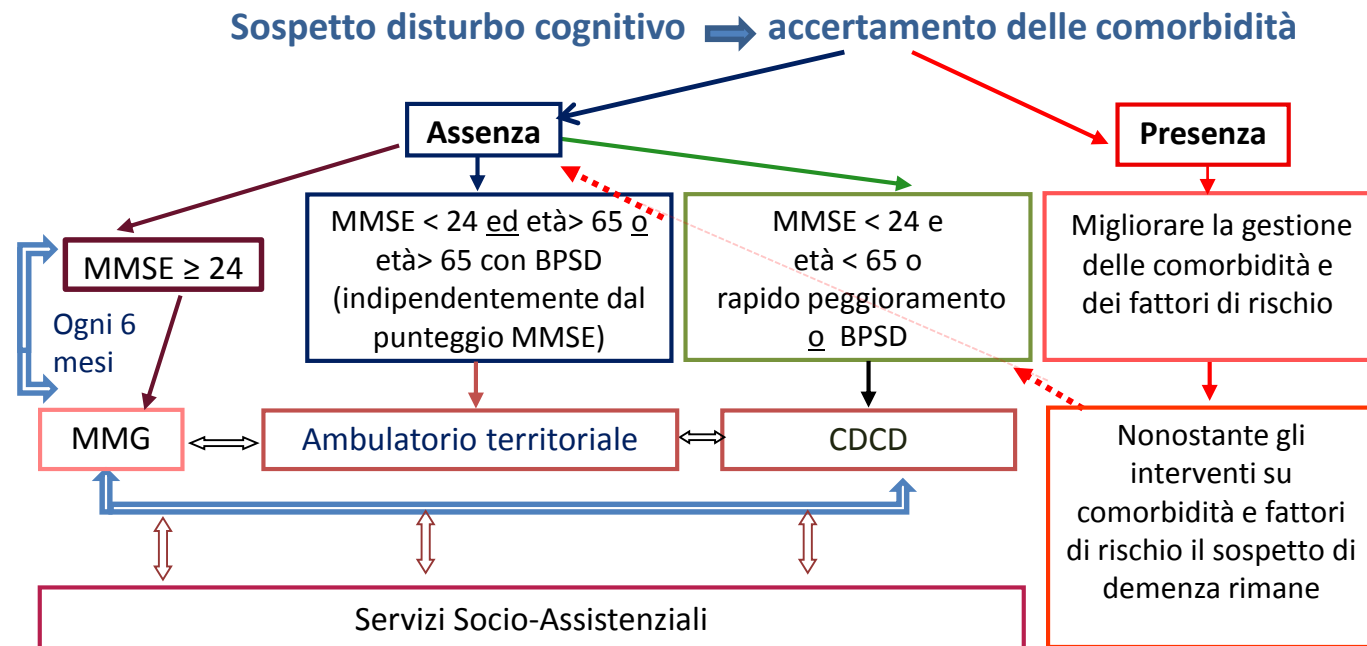 Sospetto disturbo cognitivo accertamento delle comorbidità
Assenza
Presenza
MMSE ≥ 24
Ogni 6
mesi
MMSE < 24 ed età> 65 o
età> 65 con BPSD
(indipendentemente dal
punteggio MMSE)
MMSE < 24 e
età < 65 o
rapido peggioramento
o BPSD
Migliorare la gestione
delle comorbidità e
dei fattori di rischio
MMG
Ambulatorio territoriale
CDCD
Nonostante gli
interventi su
comorbidità e fattori
di rischio il sospetto di
demenza rimane
Servizi Socio-Assistenziali